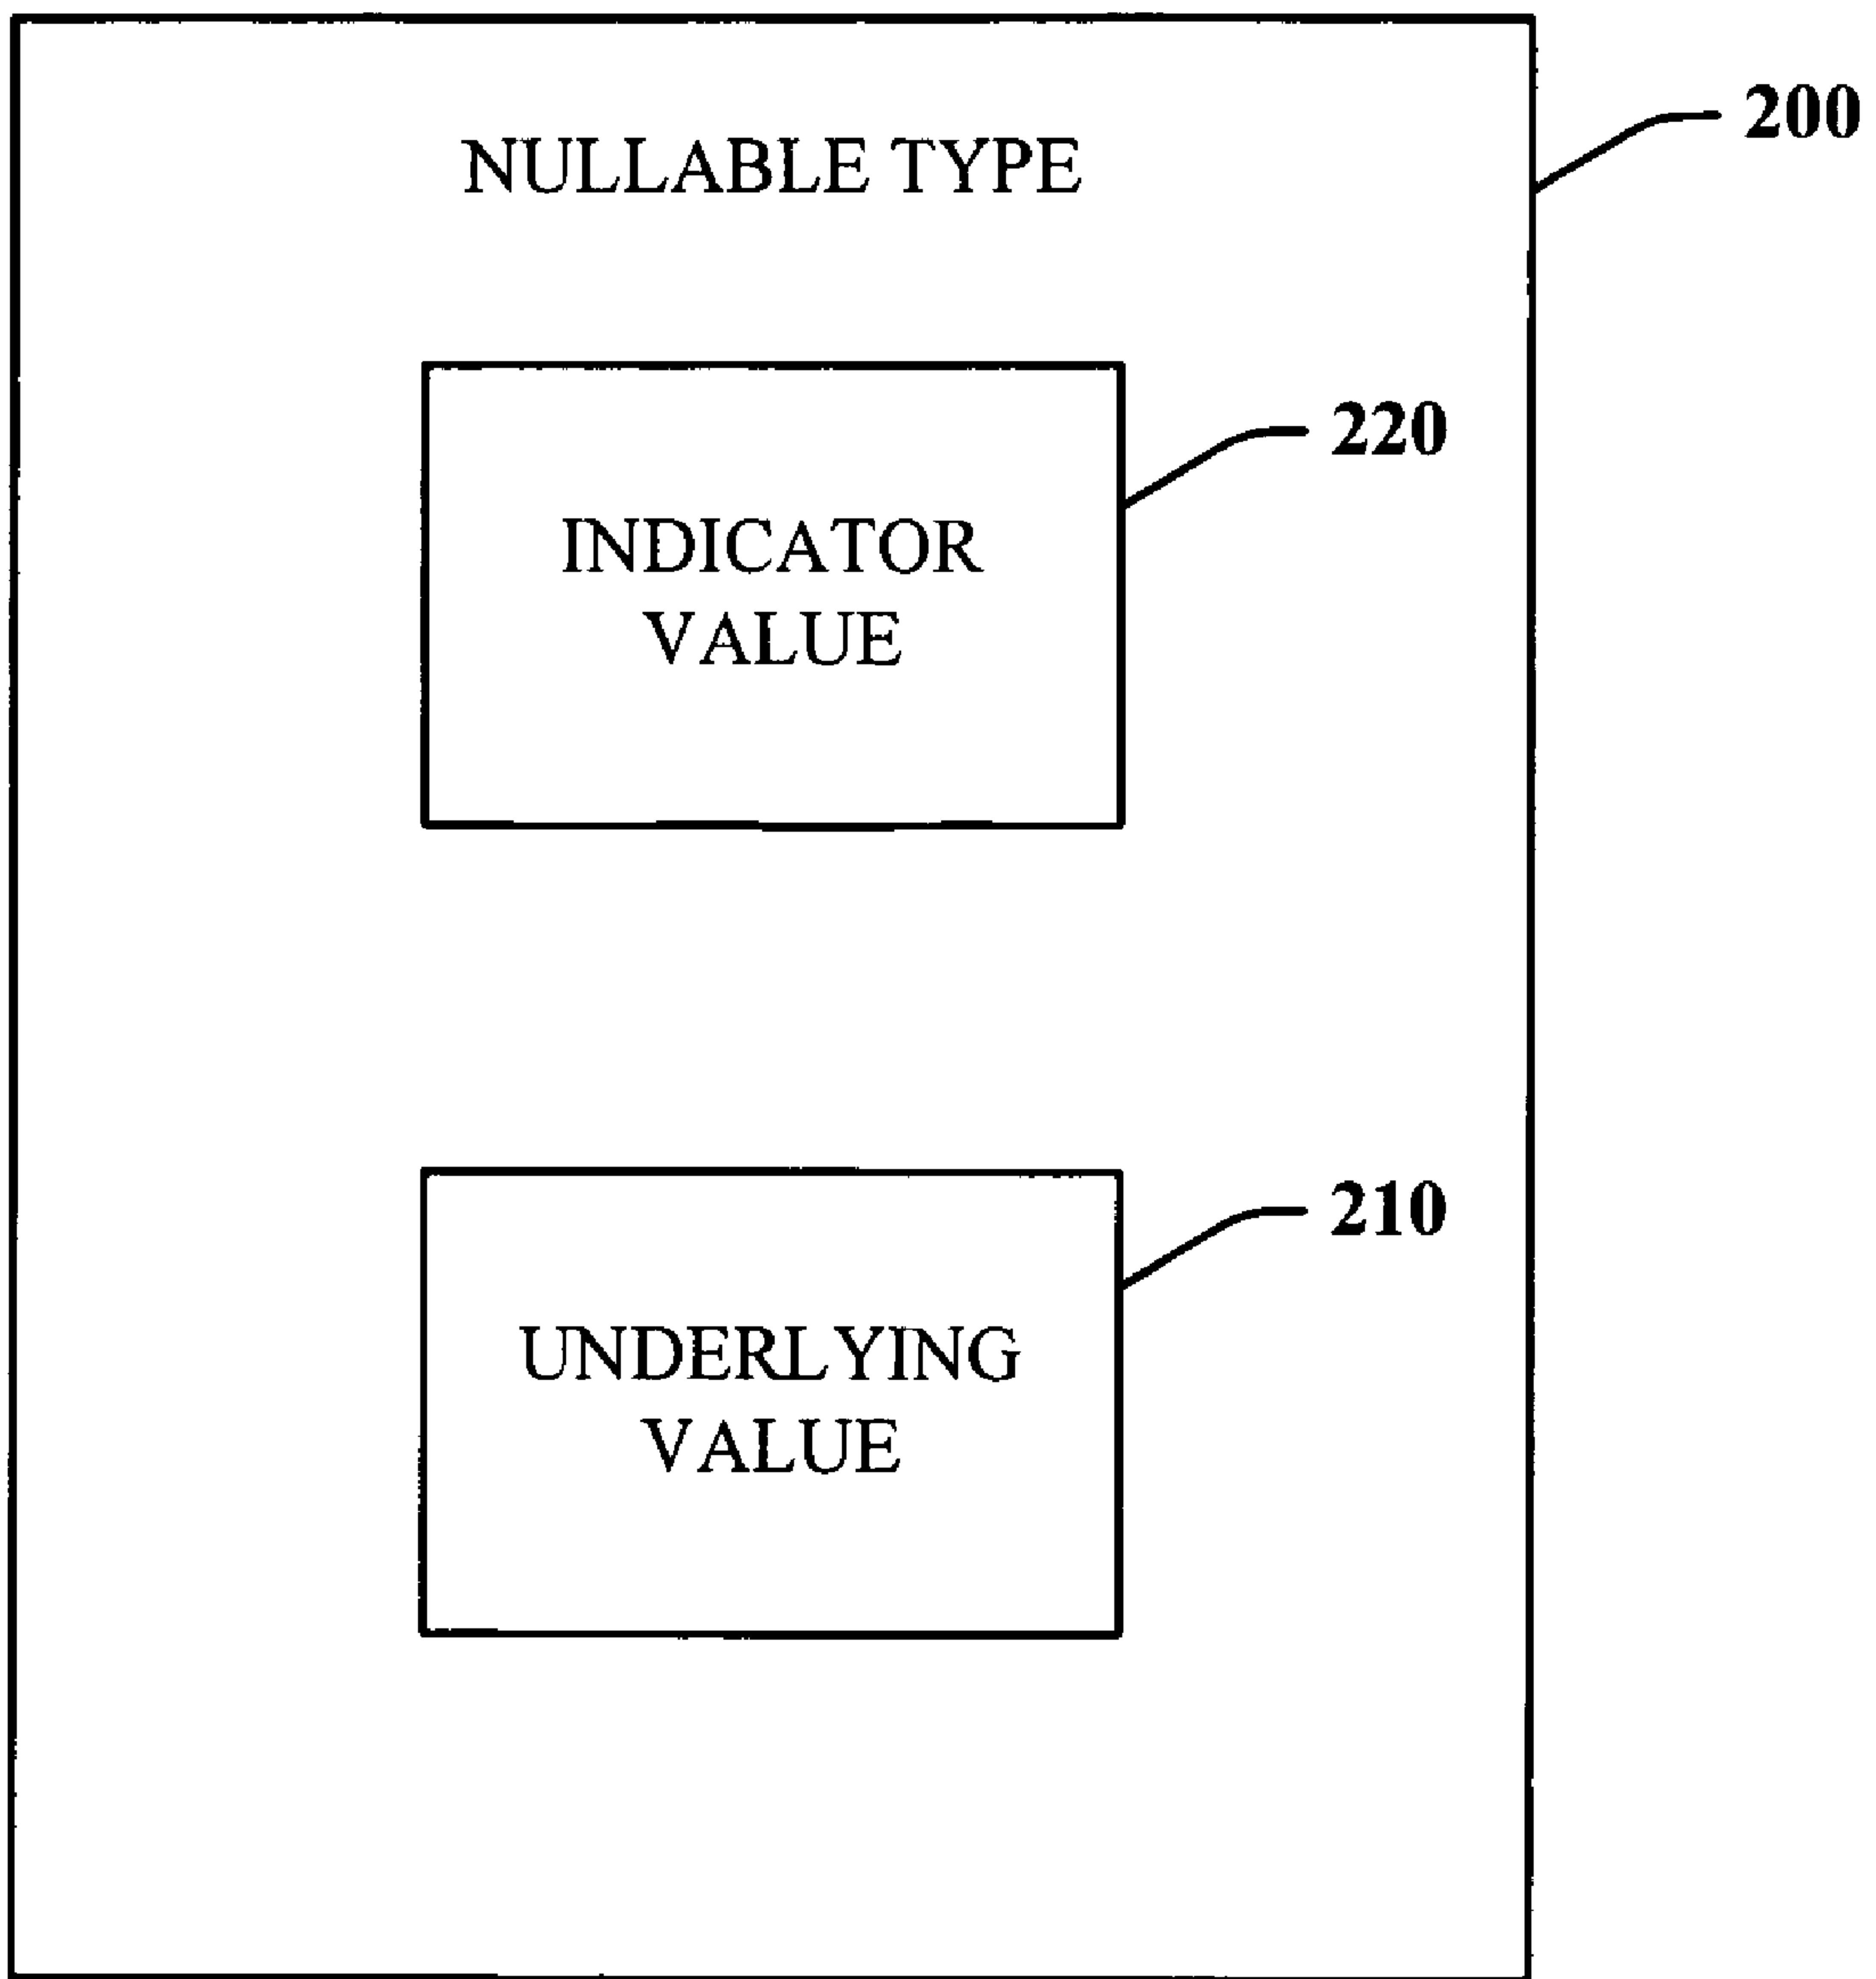 NULLABLE TYPE
200
INDICATOR
VALUE
220
UNDERLYING
VALUE
210